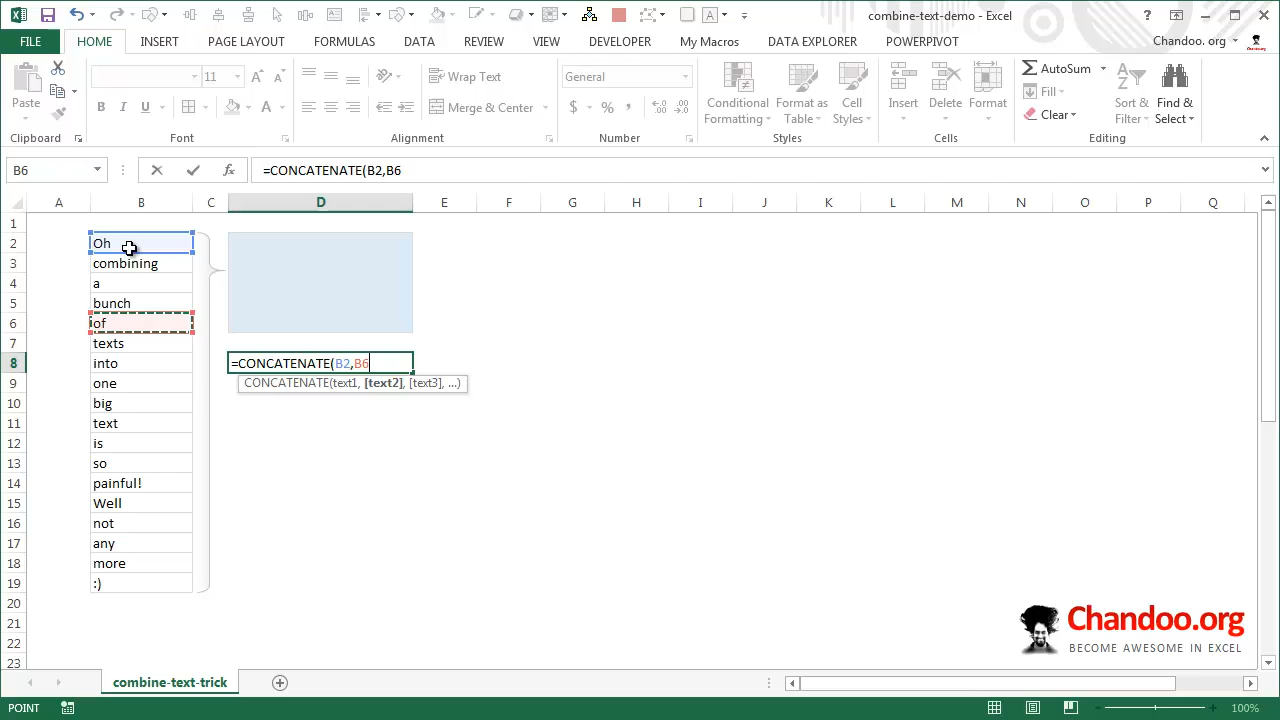 combine-text-demo - Excel
FILE HOME INSERT PAGE LAYOUT FORMULAS DATA REVIEW VIEW DEVELOPER My Macros DATA EXPLORER POWERPIVOT Chandoo. org
Paste
11
Wrap Text
Merge & Center
General
Conditional Formatting
Format as Table
Cell Styles
Insert
Delete
Format
AutoSum
Fill
Clear
Sort & Filter
Find & Select
Clipboard Font Alignment Number Styles Cells Editing
B6 =CONCATENATE(B2,B6
A B C D E F G H I J K L M N O P Q
1
2 Oh
3 combining
4 a
5 bunch
6 of
7 texts
8 into =CONCATENATE(B2,B6
9 one CONCATENATE(text1, [text2], [text3], ...)
10 big
11 text
12 is
13 so
14 painful!
15 Well
16 not
17 any
18 more
19 :)
20
21
22
23
Chandoo.org
BECOME AWESOME IN EXCEL
combine-text-trick
POINT 100%